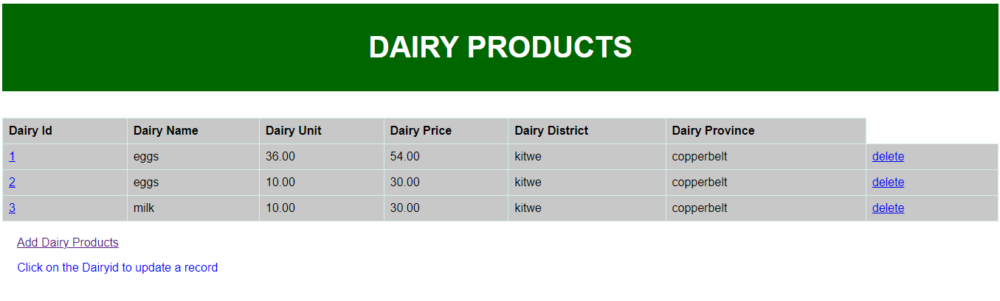 DAIRY PRODUCTS
Dairy Id Dairy Name Dairy Unit Dairy Price Dairy District Dairy Province
1 eggs 36.00 54.00 kitwe copperbelt delete
2 eggs 10.00 30.00 kitwe copperbelt delete
3 milk 10.00 30.00 kitwe copperbelt delete
Add Dairy Products
Click on the Dairyid to update a record